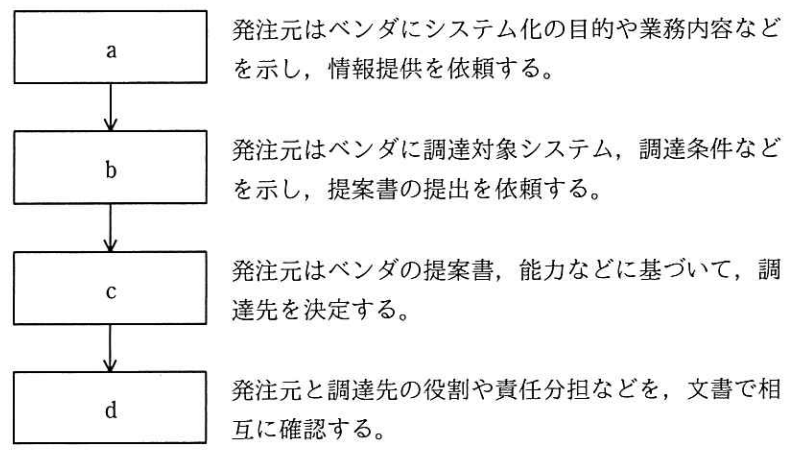 a
発注元はベンダにシステム化の目的や業務内容など
を示し，情報提供を依頼する。
b
発注元はベンダに調達対象システム，調達条件など
を示し，提案書の提出を依頼する。
c
発注元はベンダの提案書，能力などに基づいて，調
達先を決定する。
d
発注元と調達先の役割や責任分担などを，文書で相
互に確認する。